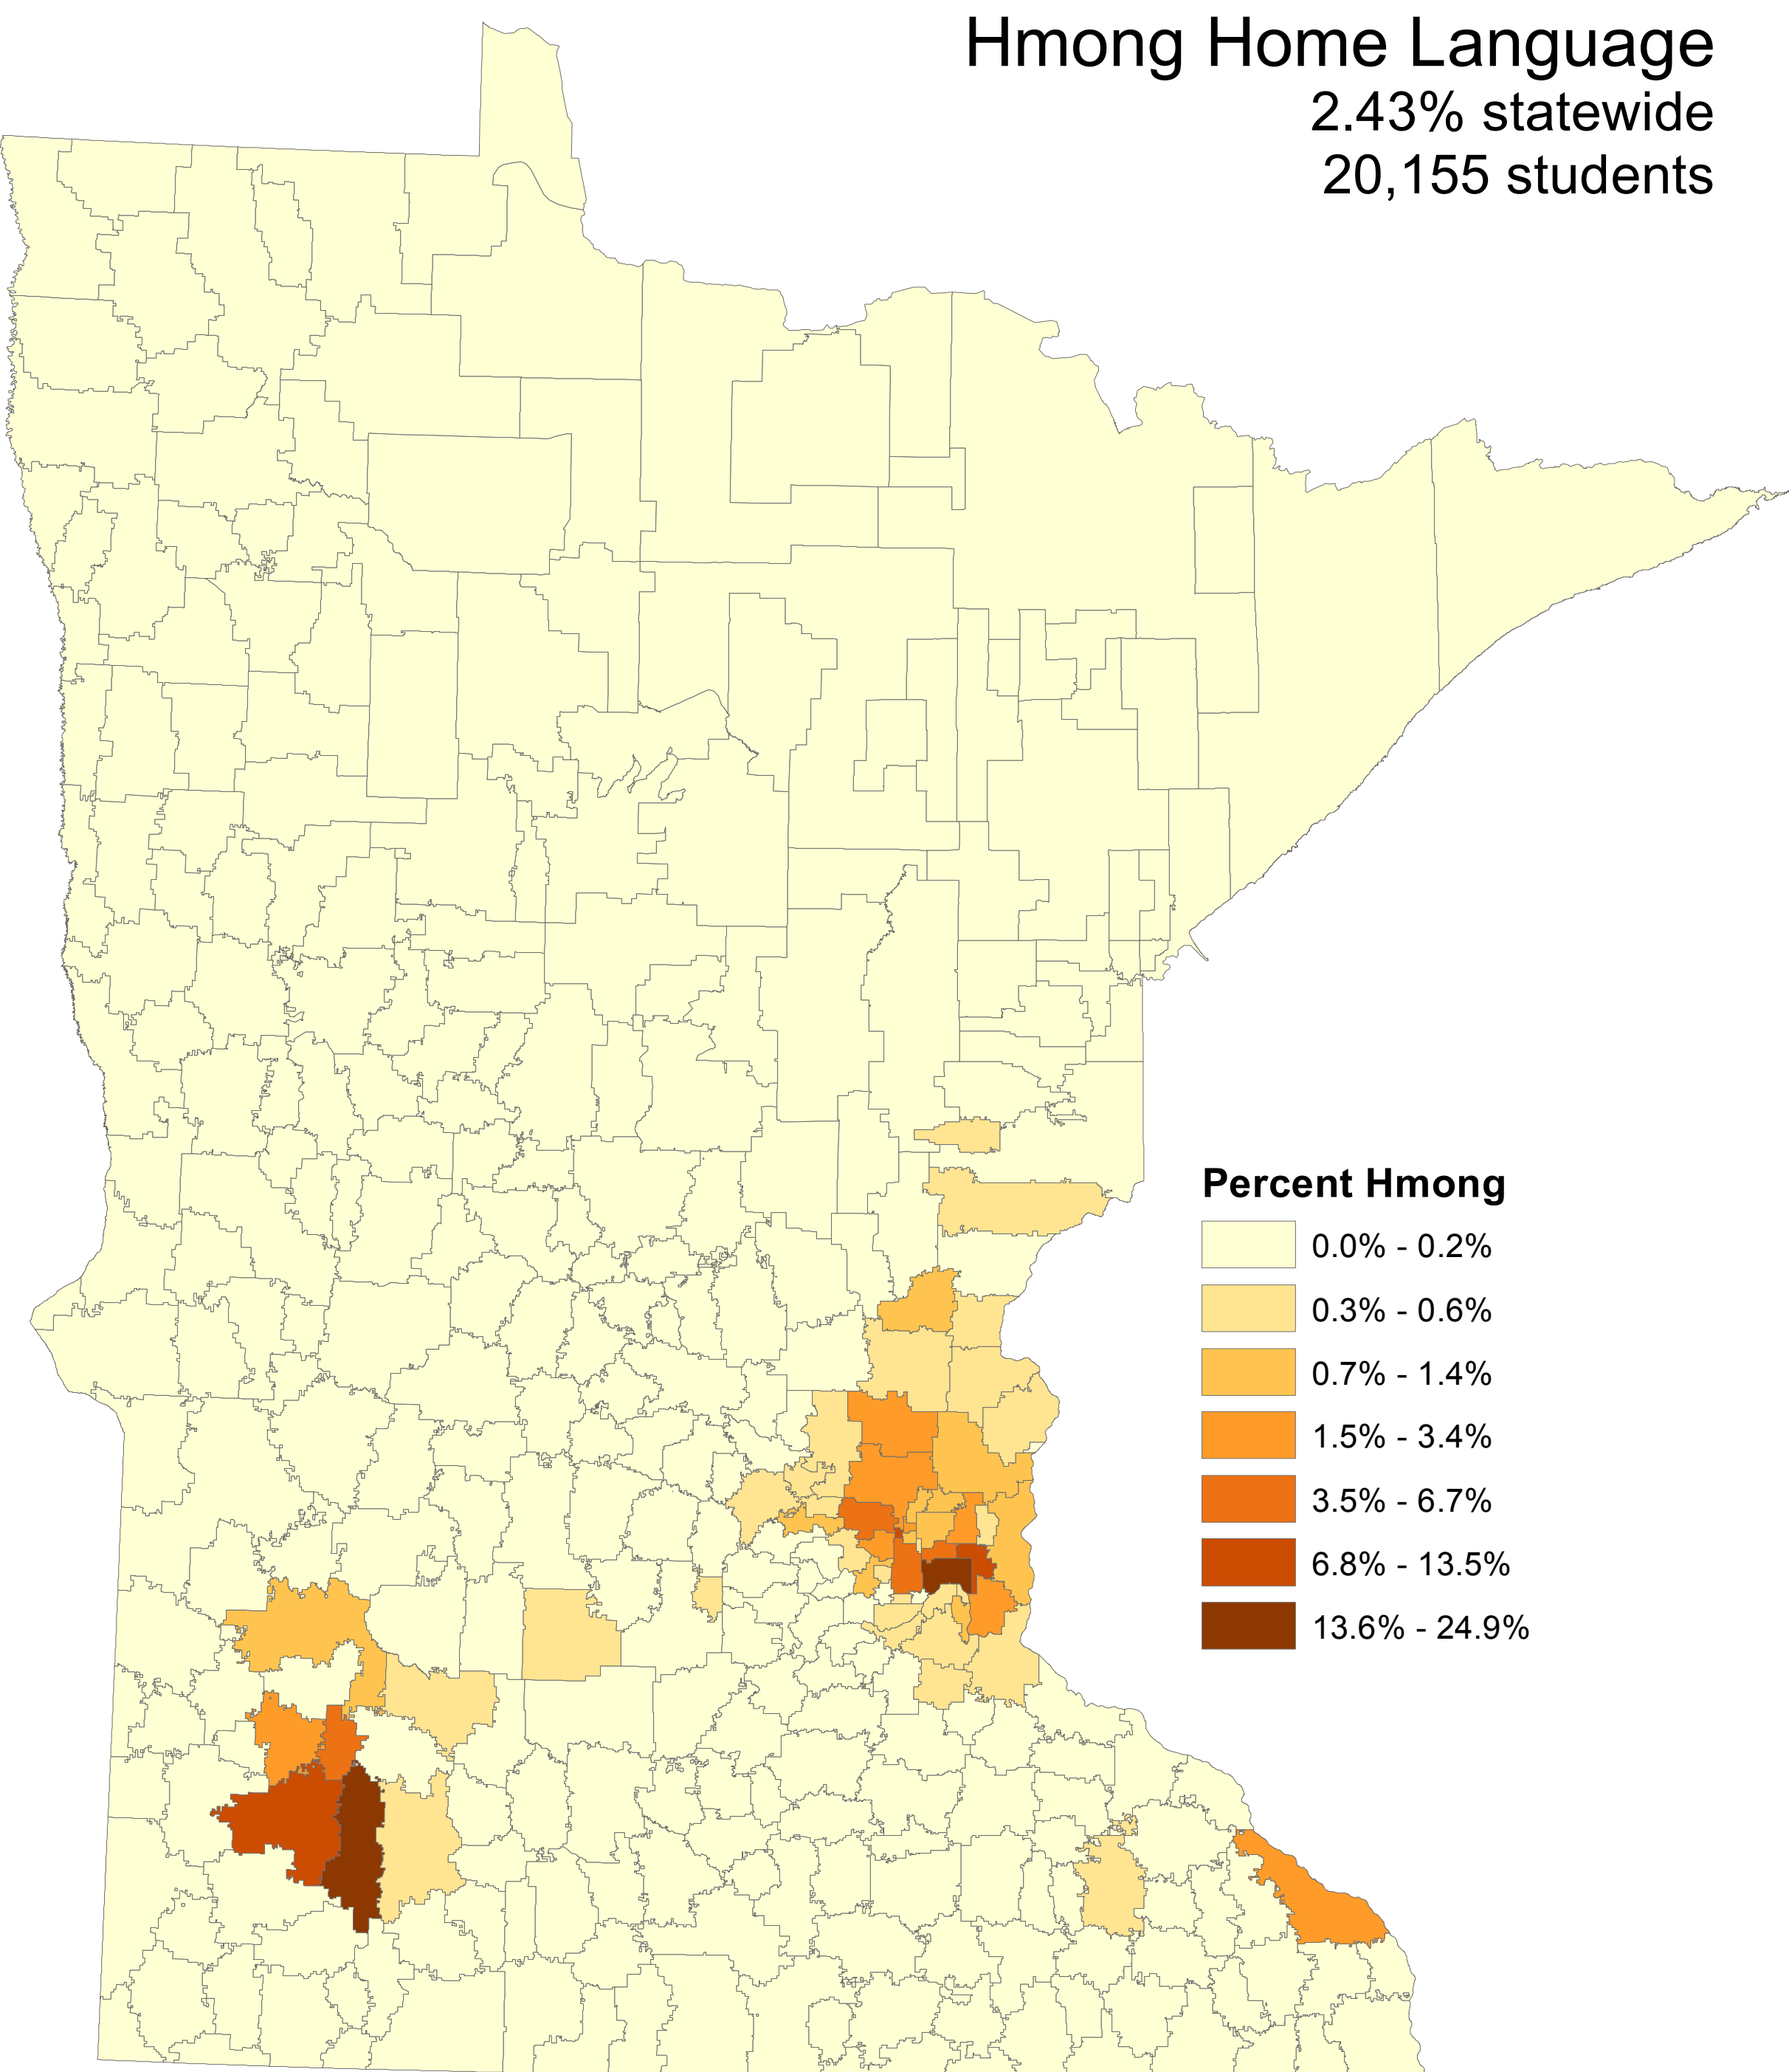 Hmong Home Language
2.43% statewide
20,155 students
Percent Hmong
0.0% - 0.2%
0.3% - 0.6%
0.7% - 1.4%
1.5% - 3.4%
3.5% - 6.7%
6.8% - 13.5%
13.6% - 24.9%